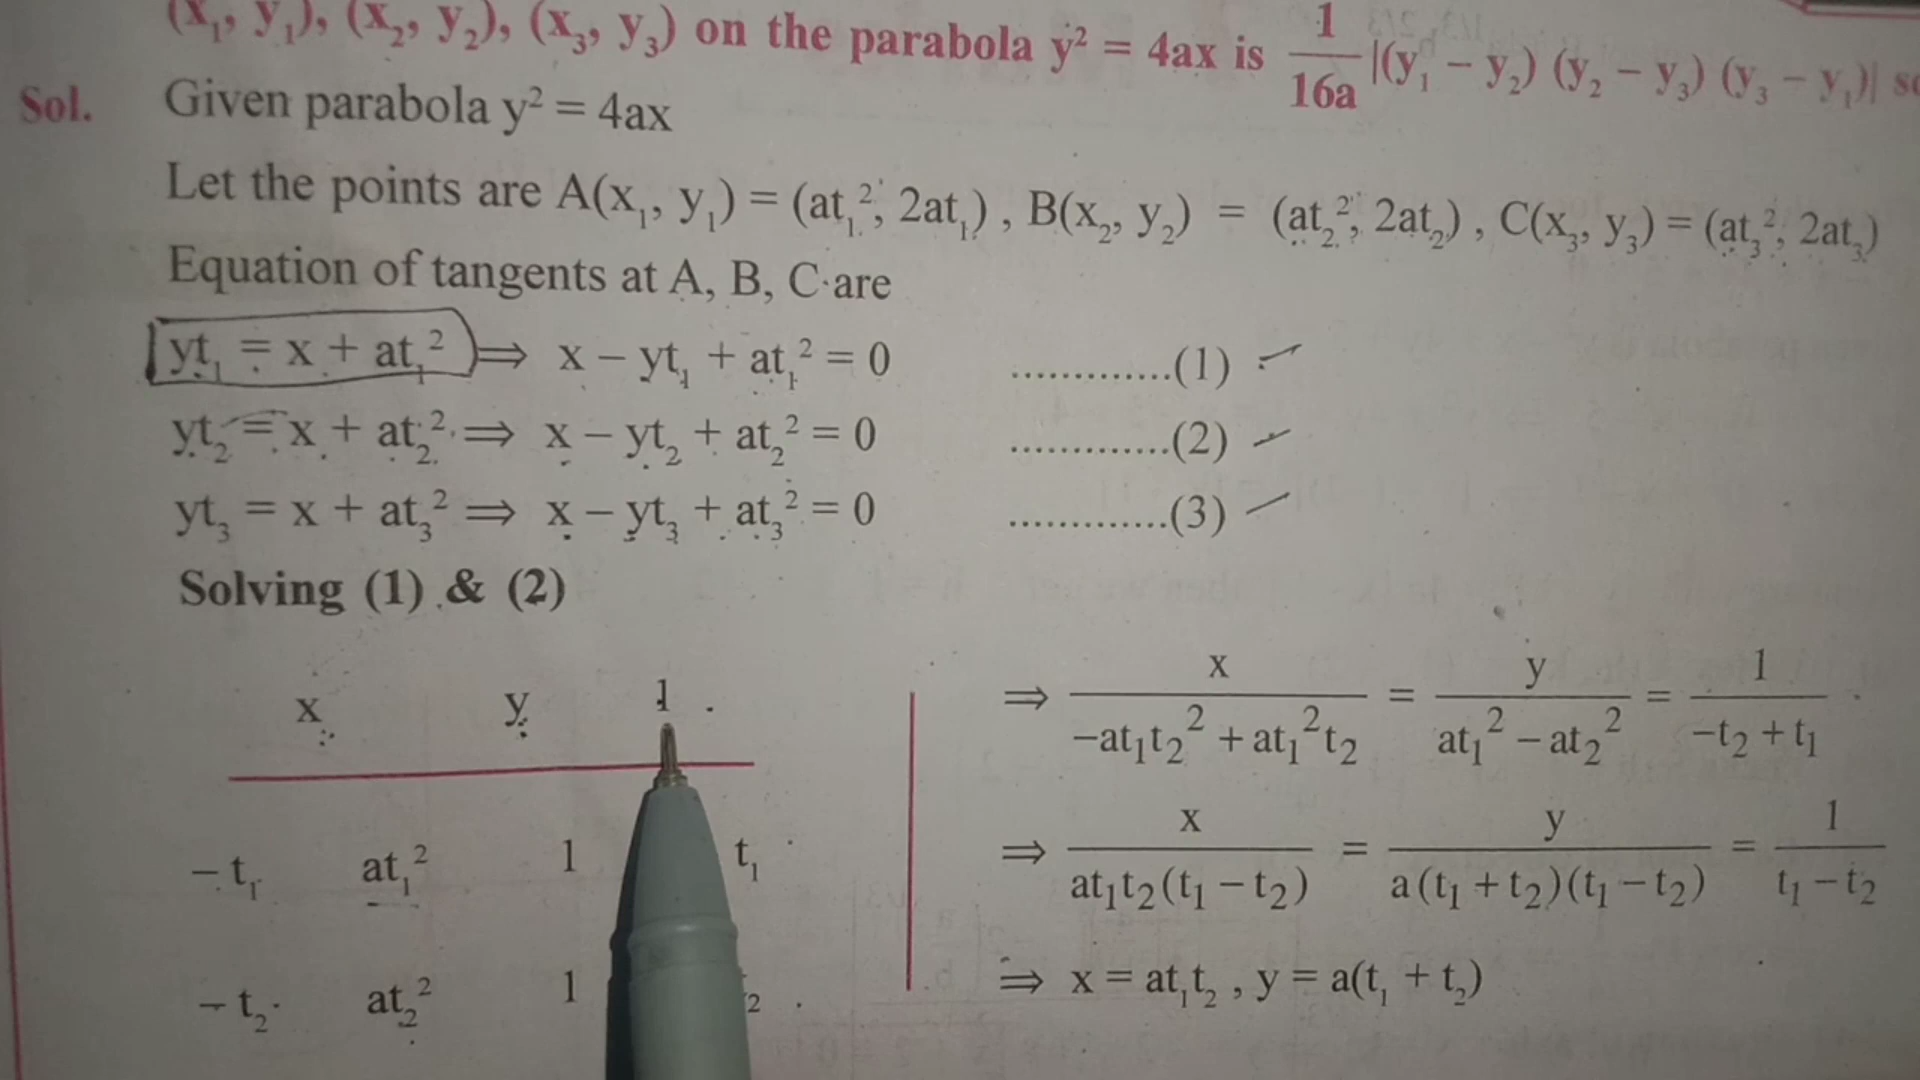 (x₁, y₁), (x₂, y₂), (x₃, y₃) on the parabola y² = 4ax is 1/16a |(y₁ – y₂) (y₂ – y₃) (y₃ – y₁)|
Sol. Given parabola y² = 4ax
Let the points are A(x₁, y₁) = (at₁², 2at₁) , B(x₂, y₂) = (at₂², 2at₂) , C(x₃, y₃) = (at₃², 2at₃)
Equation of tangents at A, B, C are
yt₁ = x + at₁² ⟹ x – yt₁ + at₁² = 0 .............(1)
yt₂ = x + at₂² ⟹ x – yt₂ + at₂² = 0 .............(2)
yt₃ = x + at₃² ⟹ x – yt₃ + at₃² = 0 .............(3)
Solving (1) & (2)
x y 1
– t₁ at₁² 1 t₁
– t₂ at₂² 1 ₂
⇒ x/(–at₁t₂² + at₁²t₂) = y/(at₁² – at₂²) = 1/(–t₂ + t₁)
⇒ x/(at₁t₂(t₁ – t₂)) = y/(a(t₁ + t₂)(t₁ – t₂)) = 1/(t₁ – t₂)
⇒ x = at₁t₂ , y = a(t₁ + t₂)